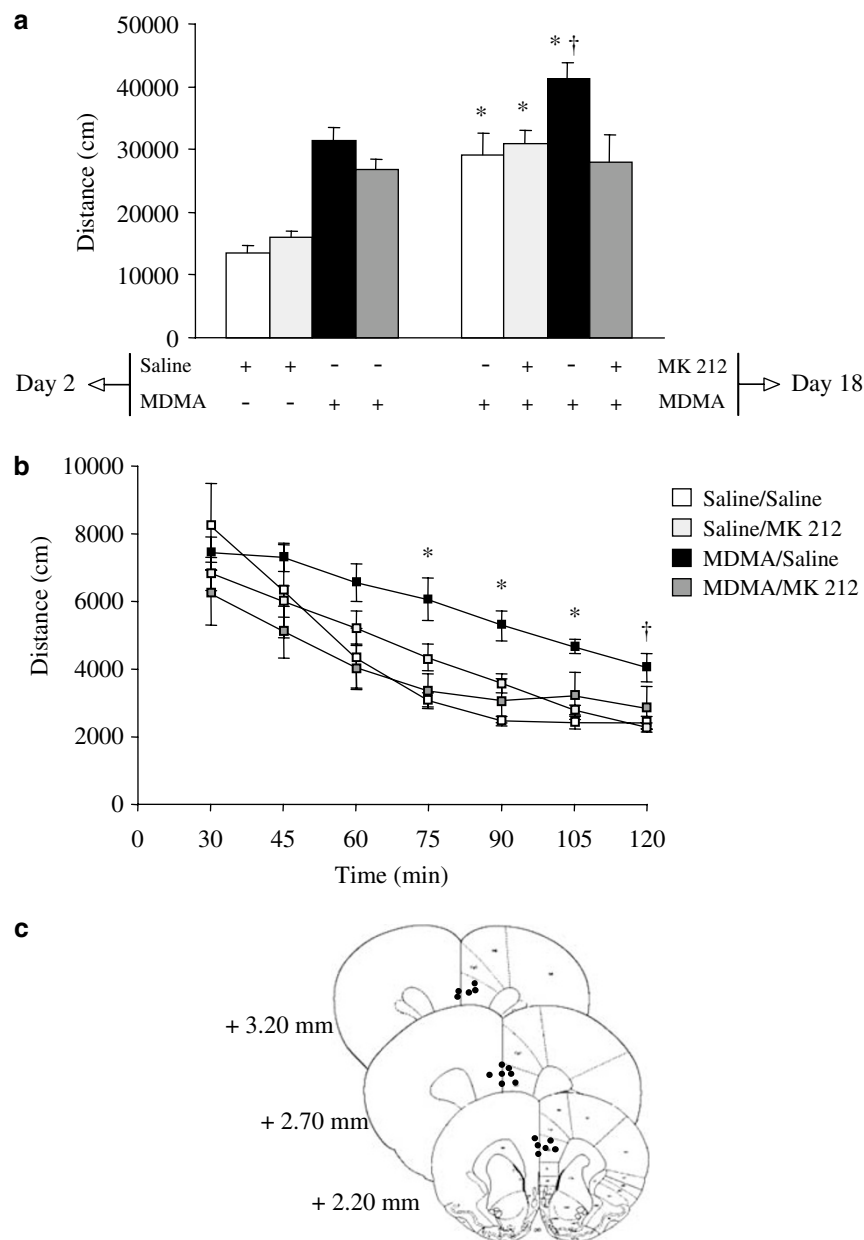 a
50000
40000
30000
20000
10000
0
Distance (cm)
* * * †
Saline + + - - - + - + MK 212
MDMA - - + + + + + + MDMA
Day 2
Day 18
b
10000
8000
6000
4000
2000
0
Distance (cm)
* * * †
0 30 45 60 75 90 105 120
Time (min)
Saline/Saline
Saline/MK 212
MDMA/Saline
MDMA/MK 212
c
+ 3.20 mm
+ 2.70 mm
+ 2.20 mm